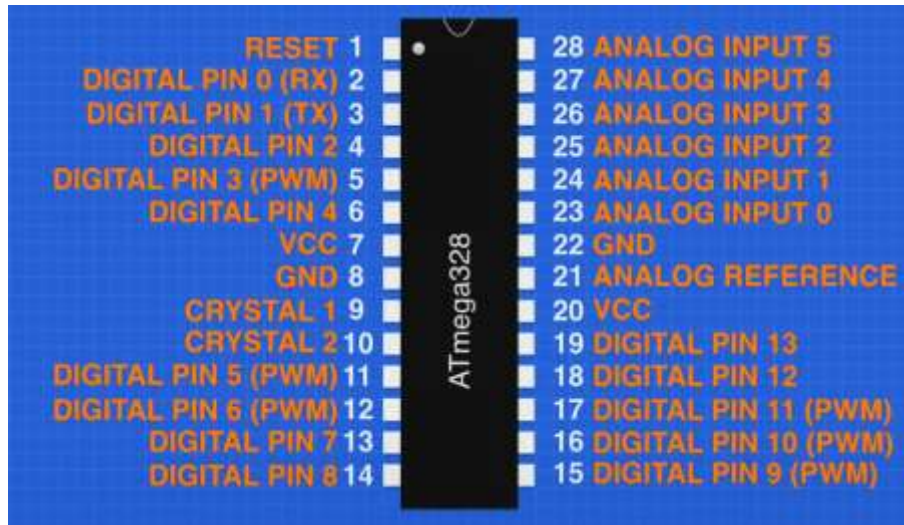 RESET 1
DIGITAL PIN 0 (RX) 2
DIGITAL PIN 1 (TX) 3
DIGITAL PIN 2 4
DIGITAL PIN 3 (PWM) 5
DIGITAL PIN 4 6
VCC 7
GND 8
CRYSTAL 1 9
CRYSTAL 2 10
DIGITAL PIN 5 (PWM) 11
DIGITAL PIN 6 (PWM) 12
DIGITAL PIN 7 13
DIGITAL PIN 8 14
ATmega328
28 ANALOG INPUT 5
27 ANALOG INPUT 4
26 ANALOG INPUT 3
25 ANALOG INPUT 2
24 ANALOG INPUT 1
23 ANALOG INPUT 0
22 GND
21 ANALOG REFERENCE
20 VCC
19 DIGITAL PIN 13
18 DIGITAL PIN 12
17 DIGITAL PIN 11 (PWM)
16 DIGITAL PIN 10 (PWM)
15 DIGITAL PIN 9 (PWM)